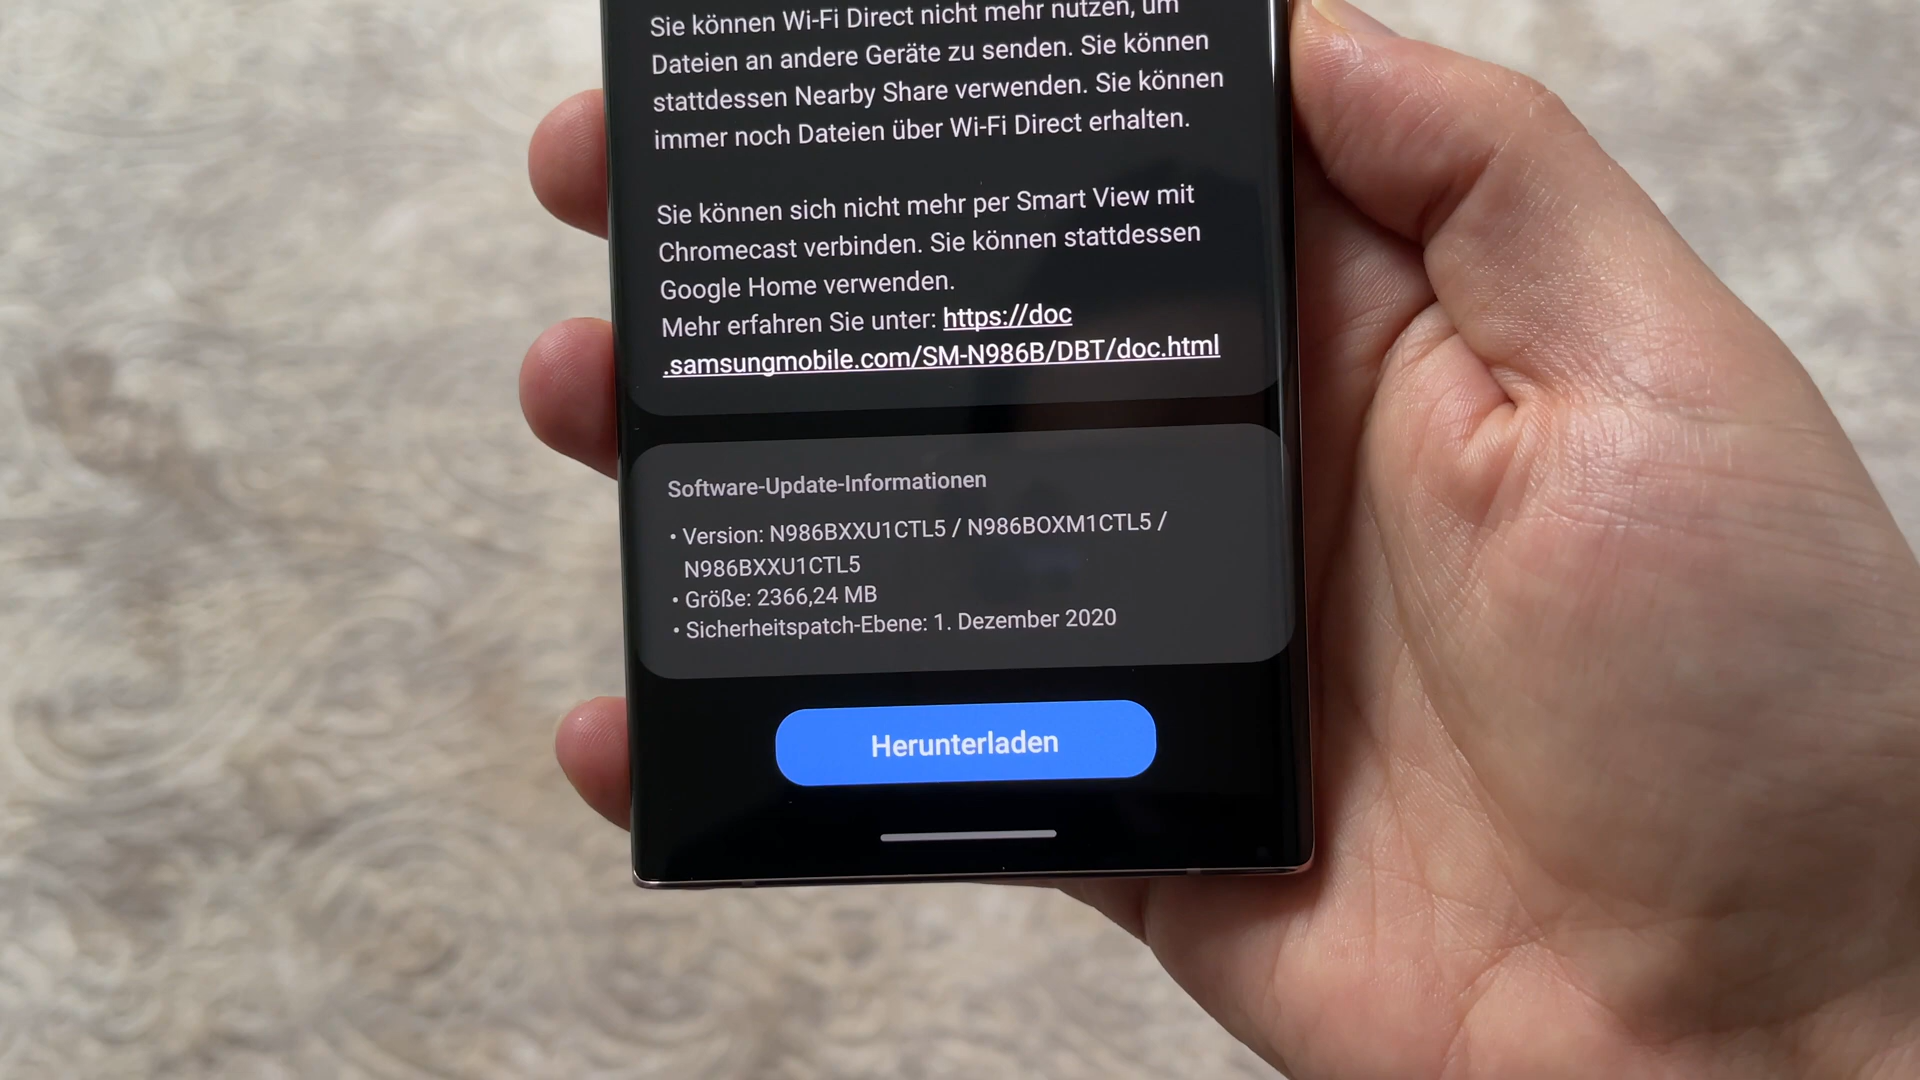 Sie können Wi-Fi Direct nicht mehr nutzen, um
Dateien an andere Geräte zu senden. Sie können
stattdessen Nearby Share verwenden. Sie können
immer noch Dateien über Wi-Fi Direct erhalten.
Sie können sich nicht mehr per Smart View mit
Chromecast verbinden. Sie können stattdessen
Google Home verwenden.
Mehr erfahren Sie unter: https://doc
.samsungmobile.com/SM-N986B/DBT/doc.html
Software-Update-Informationen
• Version: N986BXXU1CTL5 / N986BOXM1CTL5 /
N986BXXU1CTL5
• Größe: 2366,24 MB
• Sicherheitspatch-Ebene: 1. Dezember 2020
Herunterladen